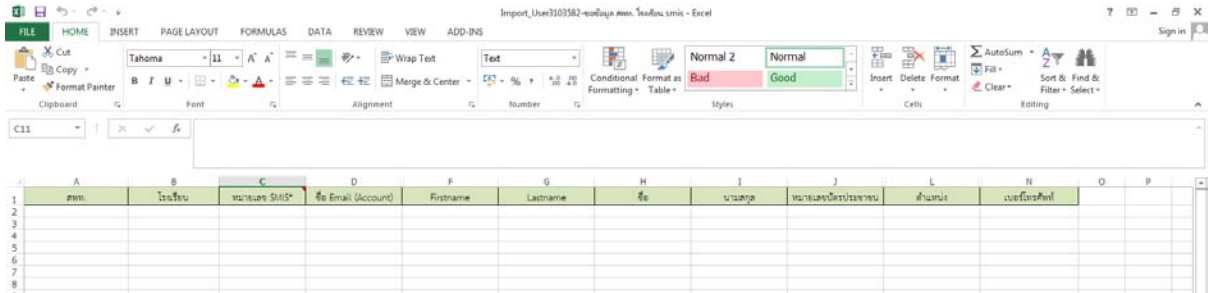 Import_User3103582-ขอข้อมูล สพท. โรงเรียน smis - Excel
FILE HOME INSERT PAGE LAYOUT FORMULAS DATA REVIEW VIEW ADD-INS Sign in
Cut
Copy
Format Painter
Paste
Clipboard
Tahoma 11
B I U
Font
Wrap Text
Merge & Center
Alignment
Text
Number
Conditional Formatting
Format as Table
Normal 2 Normal
Bad Good
Styles
Insert Delete Format
Cells
AutoSum
Fill
Clear
Sort & Filter
Find & Select
Editing
C11 fx
A B C D F G H I J L N O P
1 สพท. โรงเรียน หมายเลข SMIS* ชื่อ Email (Account) Firstname Lastname ชื่อ นามสกุล หมายเลขบัตรประชาชน ตำแหน่ง เบอร์โทรศัพท์
2
3
4
5
6
7
8